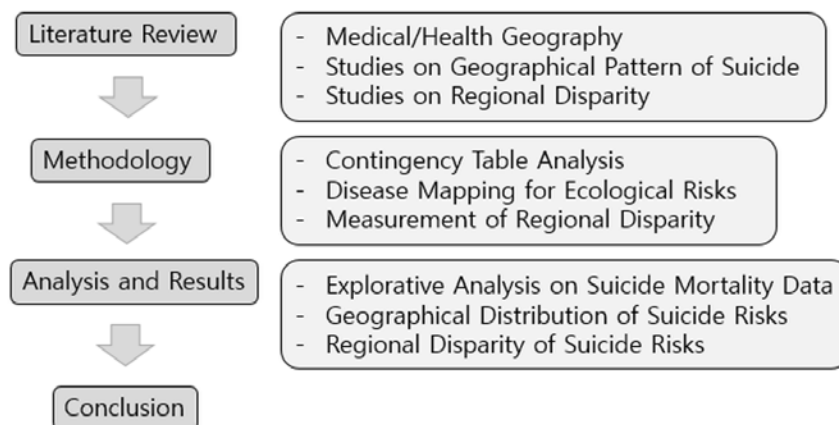 Literature Review
- Medical/Health Geography
- Studies on Geographical Pattern of Suicide
- Studies on Regional Disparity
Methodology
- Contingency Table Analysis
- Disease Mapping for Ecological Risks
- Measurement of Regional Disparity
Analysis and Results
- Explorative Analysis on Suicide Mortality Data
- Geographical Distribution of Suicide Risks
- Regional Disparity of Suicide Risks
Conclusion